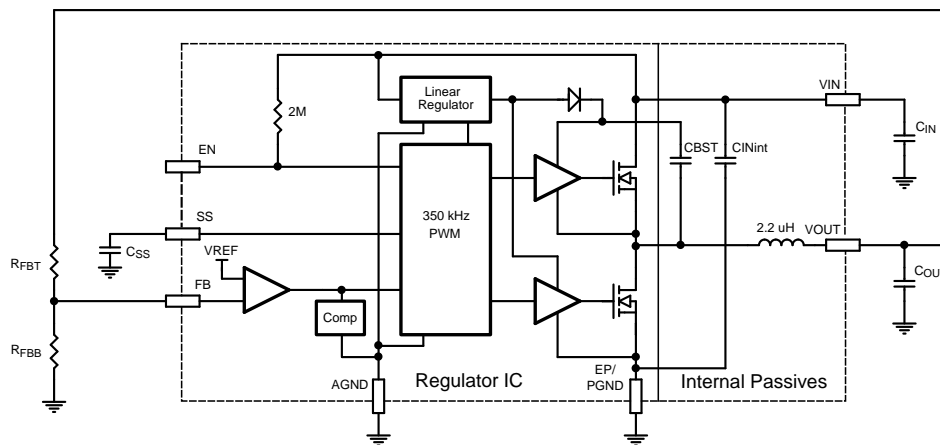 VIN
Linear
Regulator
2M
CIN
EN
CBST
CINint
350 kHz
PWM
SS
2.2 uH
VOUT
CSS
VREF
RFBT
FB
COU
Comp
RFBB
AGND
Regulator IC
EP/
PGND
Internal Passives